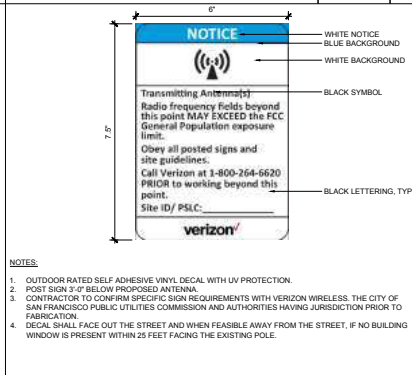 6"
NOTICE
WHITE NOTICE
BLUE BACKGROUND
WHITE BACKGROUND
7.5"
Transmitting Antenna(s)
BLACK SYMBOL
Radio frequency fields beyond
this point MAY EXCEED the FCC
General Population exposure
limit.
Obey all posted signs and
site guidelines.
Call Verizon at 1-800-264-6620
PRIOR to working beyond this
point.
BLACK LETTERING, TYP
Site ID/ PSLC:
verizon
NOTES:
1. OUTDOOR RATED SELF ADHESIVE VINYL DECAL WITH UV PROTECTION.
2. POST SIGN 3'-0" BELOW PROPOSED ANTENNA.
3. CONTRACTOR TO CONFIRM SPECIFIC SIGN REQUIREMENTS WITH VERIZON WIRELESS. THE CITY OF
SAN FRANCISCO PUBLIC UTILITIES COMMISSION AND AUTHORITIES HAVING JURISDICTION PRIOR TO
FABRICATION.
4. DECAL SHALL FACE OUT THE STREET AND WHEN FEASIBLE AWAY FROM THE STREET, IF NO BUILDING
WINDOW IS PRESENT WITHIN 25 FEET FACING THE EXISTING POLE.